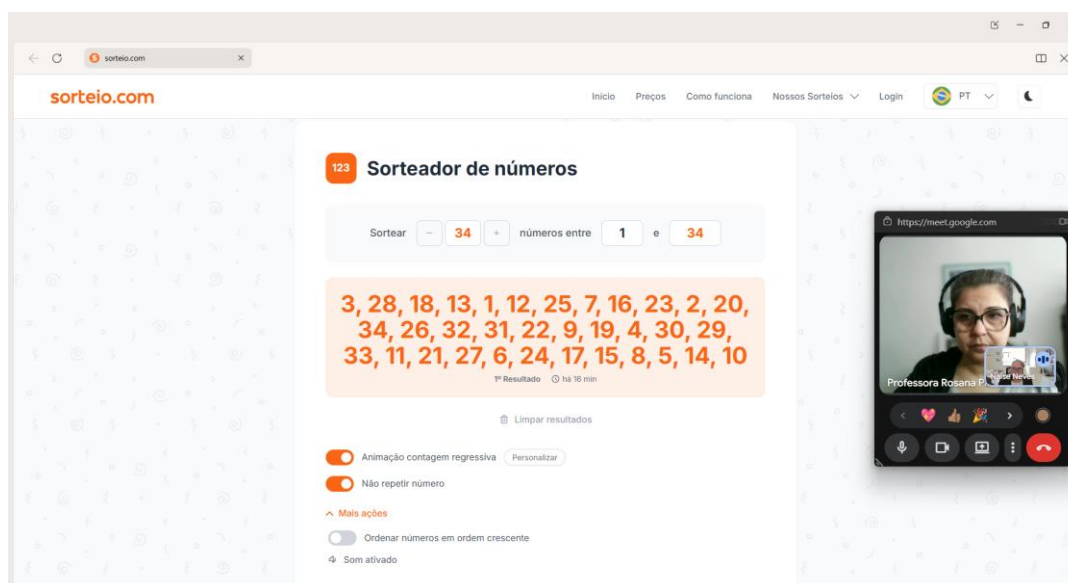 sorteio.com
sorteio.com
Início Preços Como funciona Nossos Sorteios Login PT
123 Sorteador de números
Sortear - 34 + números entre 1 e 34
3, 28, 18, 13, 1, 12, 25, 7, 16, 23, 2, 20,
34, 26, 32, 31, 22, 9, 19, 4, 30, 29,
33, 11, 21, 27, 6, 24, 17, 15, 8, 5, 14, 10
1º Resultado há 16 min
Limpar resultados
Animação contagem regressiva Personalizar
Não repetir número
Mais ações
Ordenar números em ordem crescente
Som ativado
https://meet.google.com
Professora Rosana P
Neves